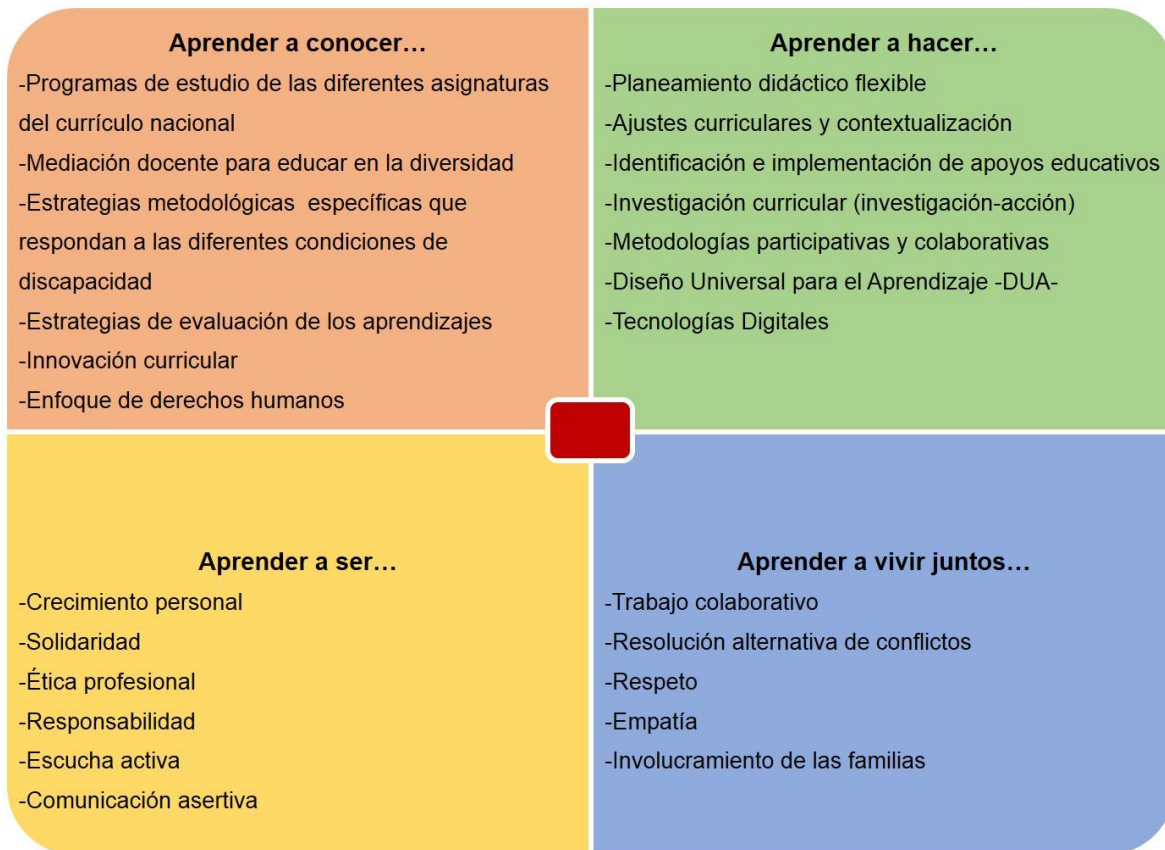 Aprender a conocer…
-Programas de estudio de las diferentes asignaturas
del currículo nacional
-Mediación docente para educar en la diversidad
-Estrategias metodológicas específicas que
respondan a las diferentes condiciones de
discapacidad
-Estrategias de evaluación de los aprendizajes
-Innovación curricular
-Enfoque de derechos humanos
Aprender a hacer…
-Planeamiento didáctico flexible
-Ajustes curriculares y contextualización
-Identificación e implementación de apoyos educativos
-Investigación curricular (investigación-acción)
-Metodologías participativas y colaborativas
-Diseño Universal para el Aprendizaje -DUA-
-Tecnologías Digitales
Aprender a ser…
-Crecimiento personal
-Solidaridad
-Ética profesional
-Responsabilidad
-Escucha activa
-Comunicación asertiva
Aprender a vivir juntos…
-Trabajo colaborativo
-Resolución alternativa de conflictos
-Respeto
-Empatía
-Involucramiento de las familias